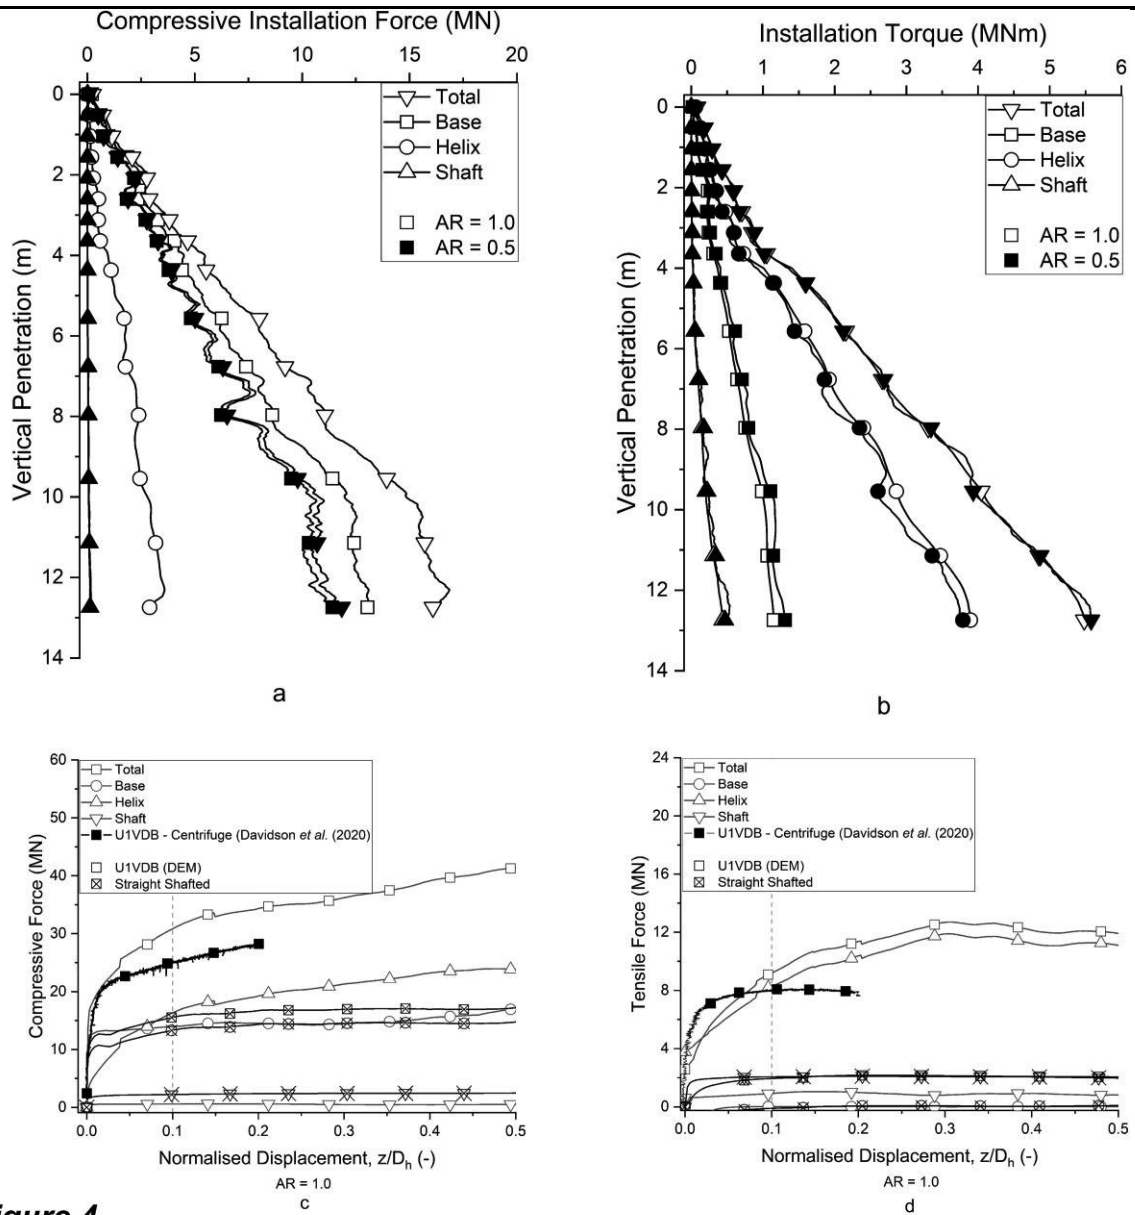 Compressive Installation Force (MN)
0 5 10 15 20
0
2
4
6
8
10
12
14
Vertical Penetration (m)
Total
Base
Helix
Shaft
AR = 1.0
AR = 0.5
a
Installation Torque (MNm)
0 1 2 3 4 5 6
0
2
4
6
8
10
12
14
Vertical Penetration (m)
Total
Base
Helix
Shaft
AR = 1.0
AR = 0.5
b
60
50
40
30
20
10
0
Compressive Force (MN)
Total
Base
Helix
Shaft
U1VDB - Centrifuge (Davidson et al. (2020)
U1VDB (DEM)
Straight Shafted
0.0 0.1 0.2 0.3 0.4 0.5
Normalised Displacement, z/Dh (-)
AR = 1.0
c
24
20
16
12
8
4
0
Tensile Force (MN)
Total
Base
Helix
Shaft
U1VDB - Centrifuge (Davidson et al. (2020)
U1VDB (DEM)
Straight Shafted
0.0 0.1 0.2 0.3 0.4 0.5
Normalised Displacement, z/Dh (-)
AR = 1.0
d